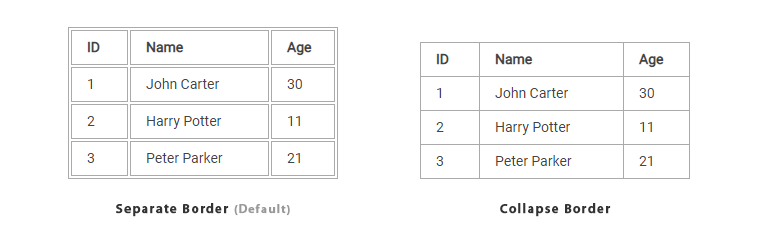 ID Name Age
1 John Carter 30
2 Harry Potter 11
3 Peter Parker 21
Separate Border (Default)
ID Name Age
1 John Carter 30
2 Harry Potter 11
3 Peter Parker 21
Collapse Border